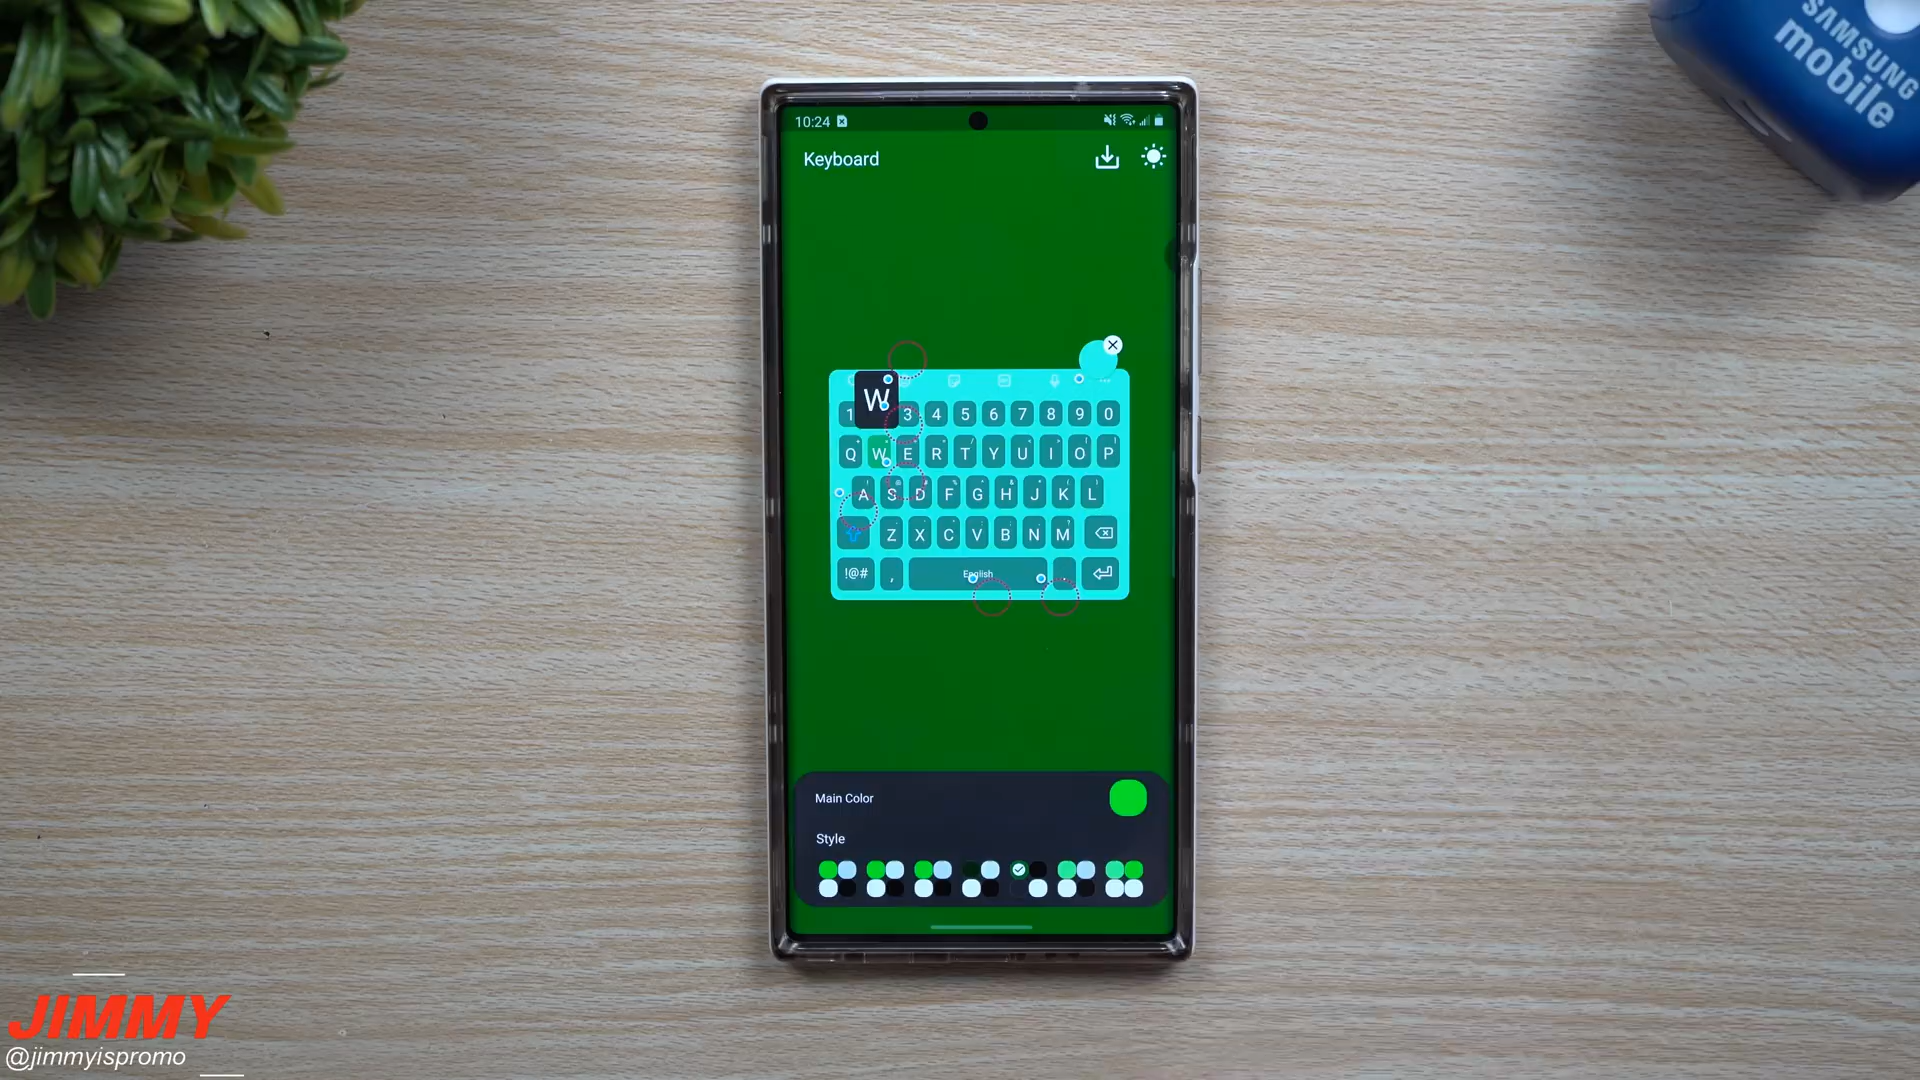 SAMSUNG
mobile
10:24
Keyboard
W
1 3 4 5 6 7 8 9 0
Q W E R T Y U I O P
A S D F G H J K L
Z X C V B N M
!@# , English .
Main Color
Style
JIMMY
@jimmyispromo